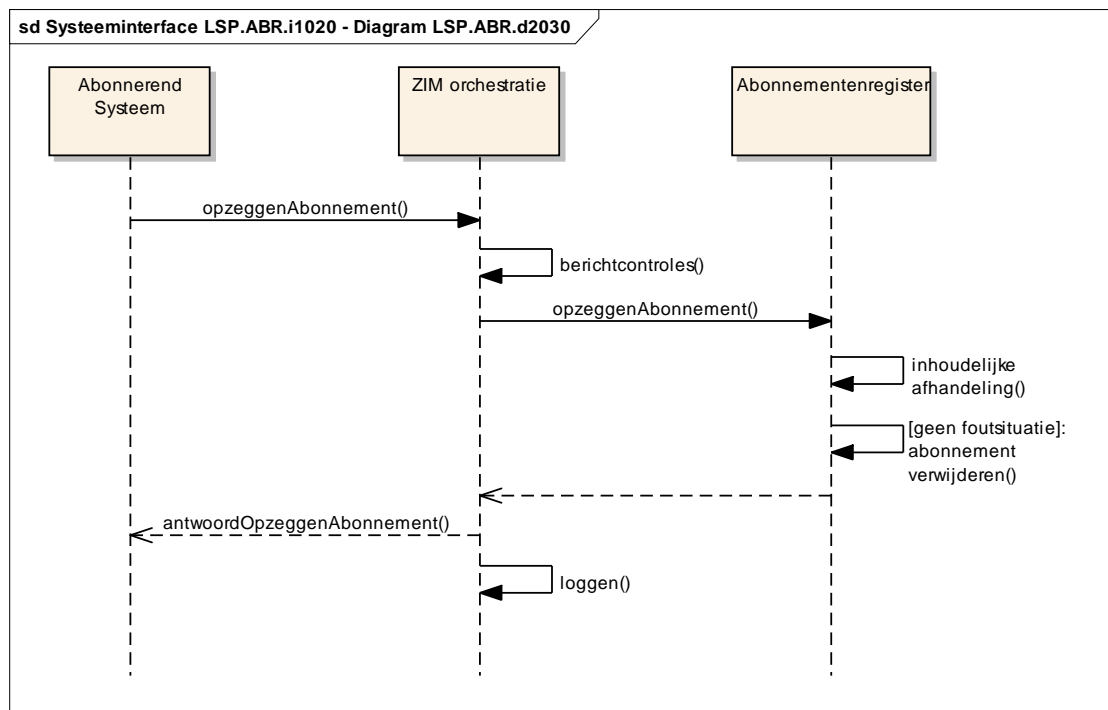 sd Systeeminterface LSP.ABR.i1020 - Diagram LSP.ABR.d2030
Abonnerend
Systeem
ZIM orchestratie
Abonnementenregister
opzeggenAbonnement()
berichtcontroles()
opzeggenAbonnement()
inhoudelijke
afhandeling()
[geen foutsituatie]:
abonnement
verwijderen()
antwoordOpzeggenAbonnement()
loggen()